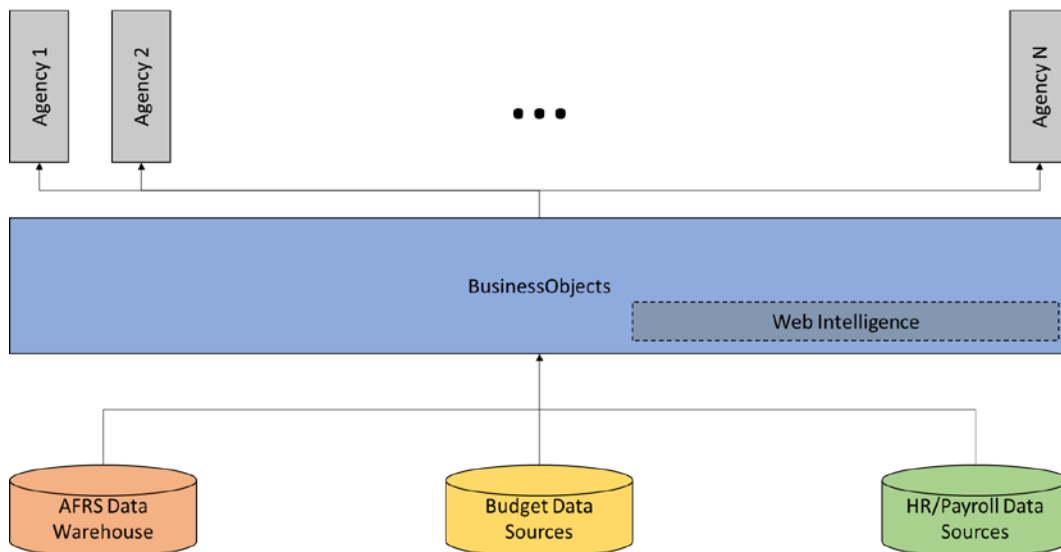 Agency 1
Agency 2
...
Agency N
BusinessObjects
Web Intelligence
AFRS Data
Warehouse
Budget Data
Sources
HR/Payroll Data
Sources